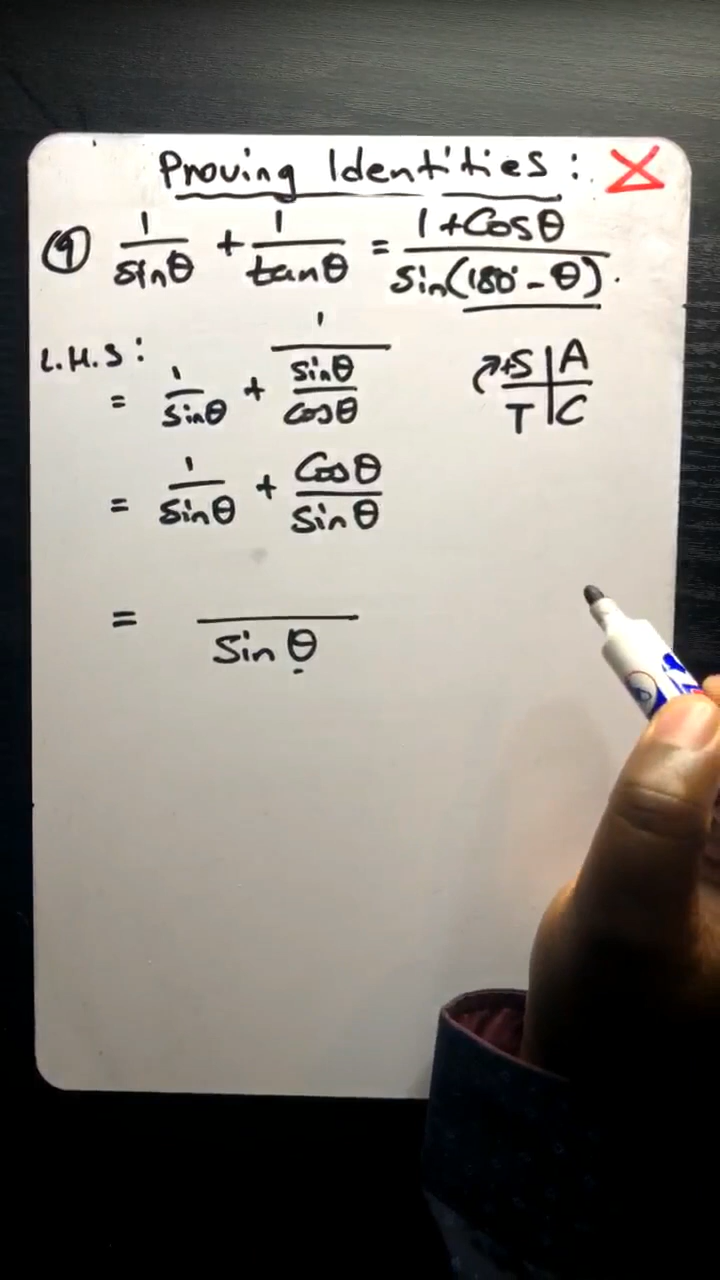 Proving Identities: X
⑨ 1/sinθ + 1/tanθ = 1+Cosθ/sin(180° - θ).
L.H.S:
= 1/sinθ + 1/(sinθ/cosθ)
+S A
T C
= 1/sinθ + Cosθ/sinθ
= /Sinθ